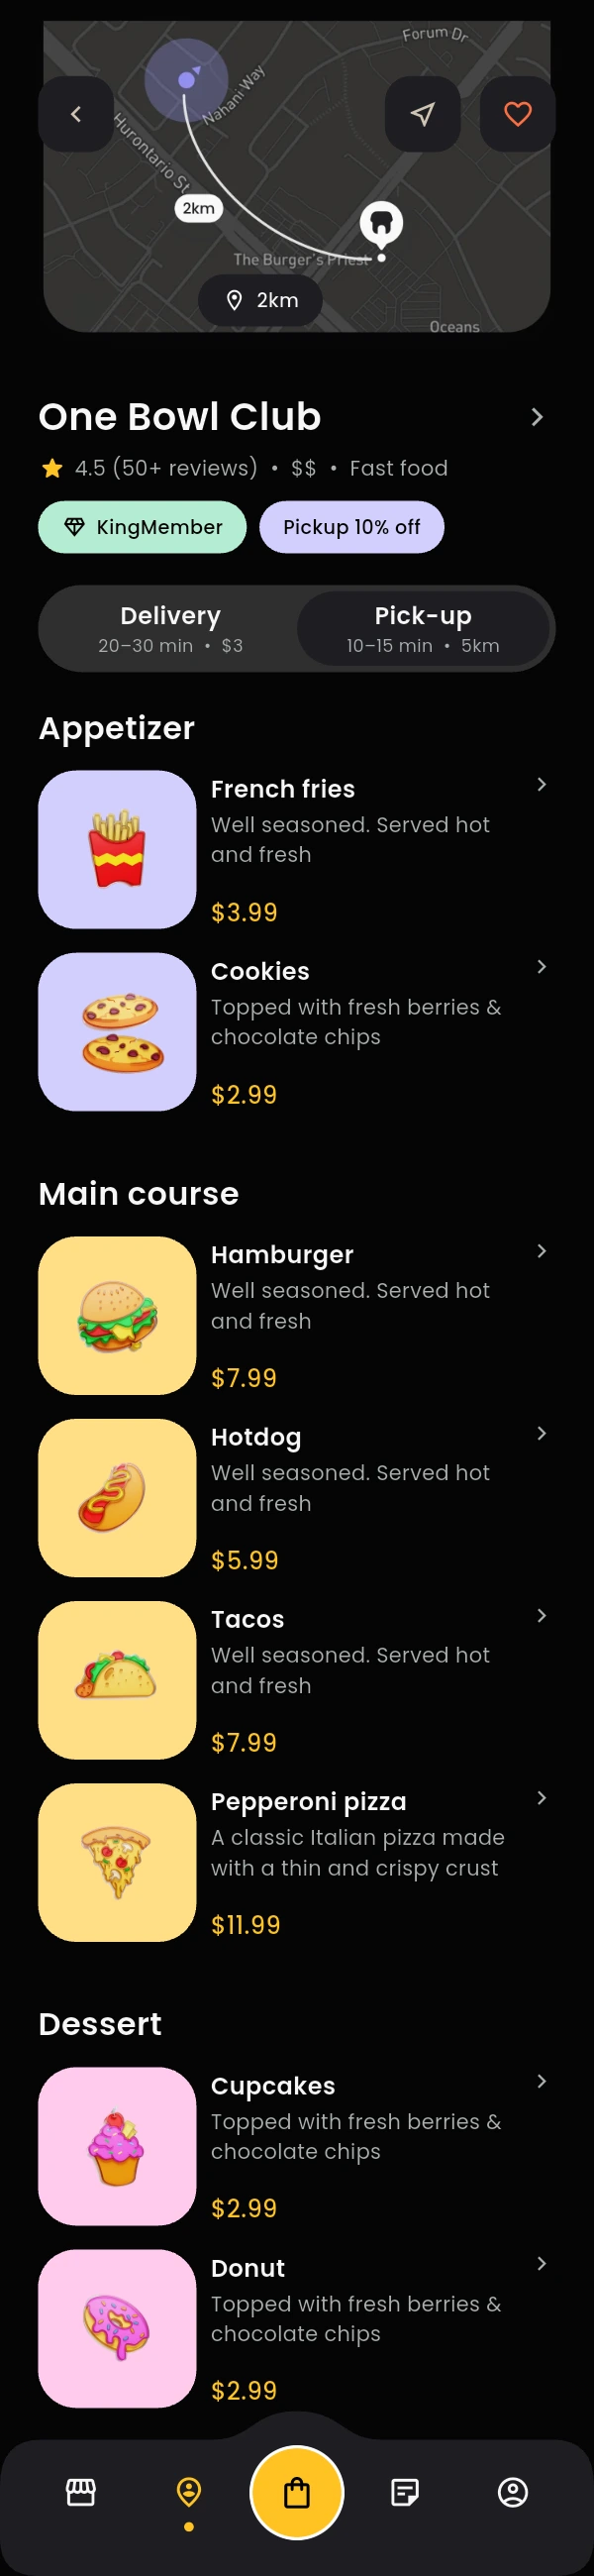 Forum Dr
Nahani Way
Hurontario St
2km
The Burger's Priest
2km
Oceans
One Bowl Club
4.5 (50+ reviews) • $$ • Fast food
KingMember
Pickup 10% off
Delivery
20–30 min • $3
Pick-up
10–15 min • 5km
Appetizer
French fries
Well seasoned. Served hot
and fresh
$3.99
Cookies
Topped with fresh berries &
chocolate chips
$2.99
Main course
Hamburger
Well seasoned. Served hot
and fresh
$7.99
Hotdog
Well seasoned. Served hot
and fresh
$5.99
Tacos
Well seasoned. Served hot
and fresh
$7.99
Pepperoni pizza
A classic Italian pizza made
with a thin and crispy crust
$11.99
Dessert
Cupcakes
Topped with fresh berries &
chocolate chips
$2.99
Donut
Topped with fresh berries &
chocolate chips
$2.99